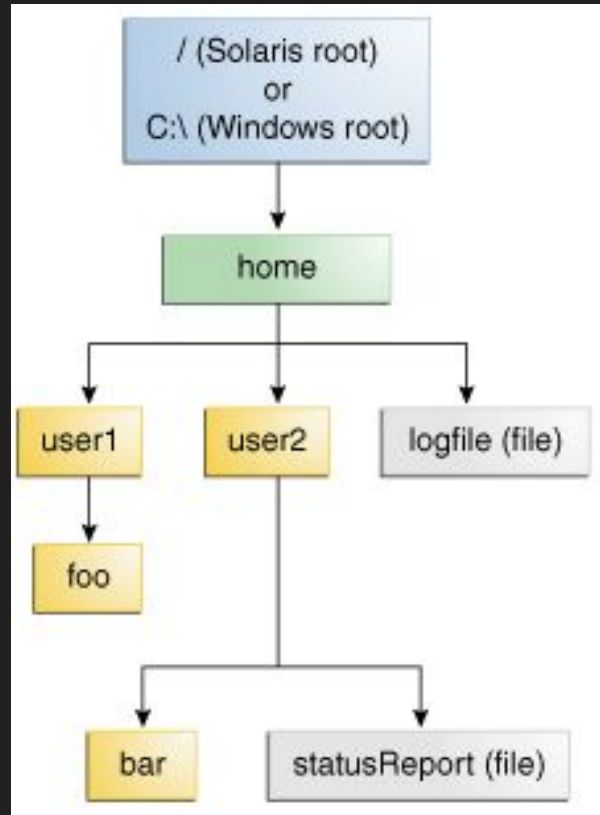 / (Solaris root)
or
C:\ (Windows root)
home
user1
user2
logfile (file)
foo
bar
statusReport (file)